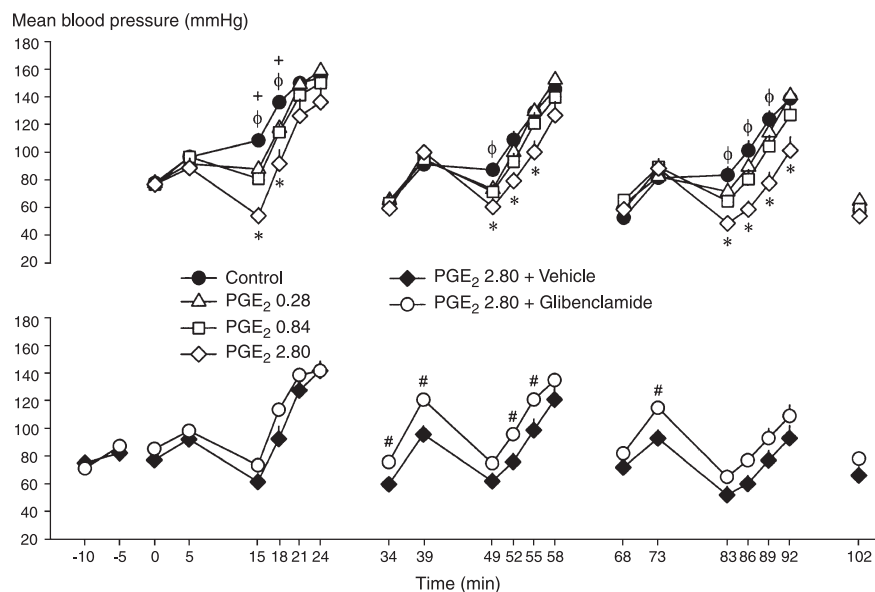 Mean blood pressure (mmHg)
180
160
140
120
100
80
60
40
20
+
ϕ
+
ϕ
*
*
ϕ
*
*
*
ϕ
ϕ
ϕ
*
*
*
*
Control
PGE₂ 0.28
PGE₂ 0.84
PGE₂ 2.80
PGE₂ 2.80 + Vehicle
PGE₂ 2.80 + Glibenclamide
180
160
140
120
100
80
60
40
20
#
#
#
#
#
-10 -5 0 5 15 18 21 24 34 39 49 52 55 58 68 73 83 86 89 92 102
Time (min)